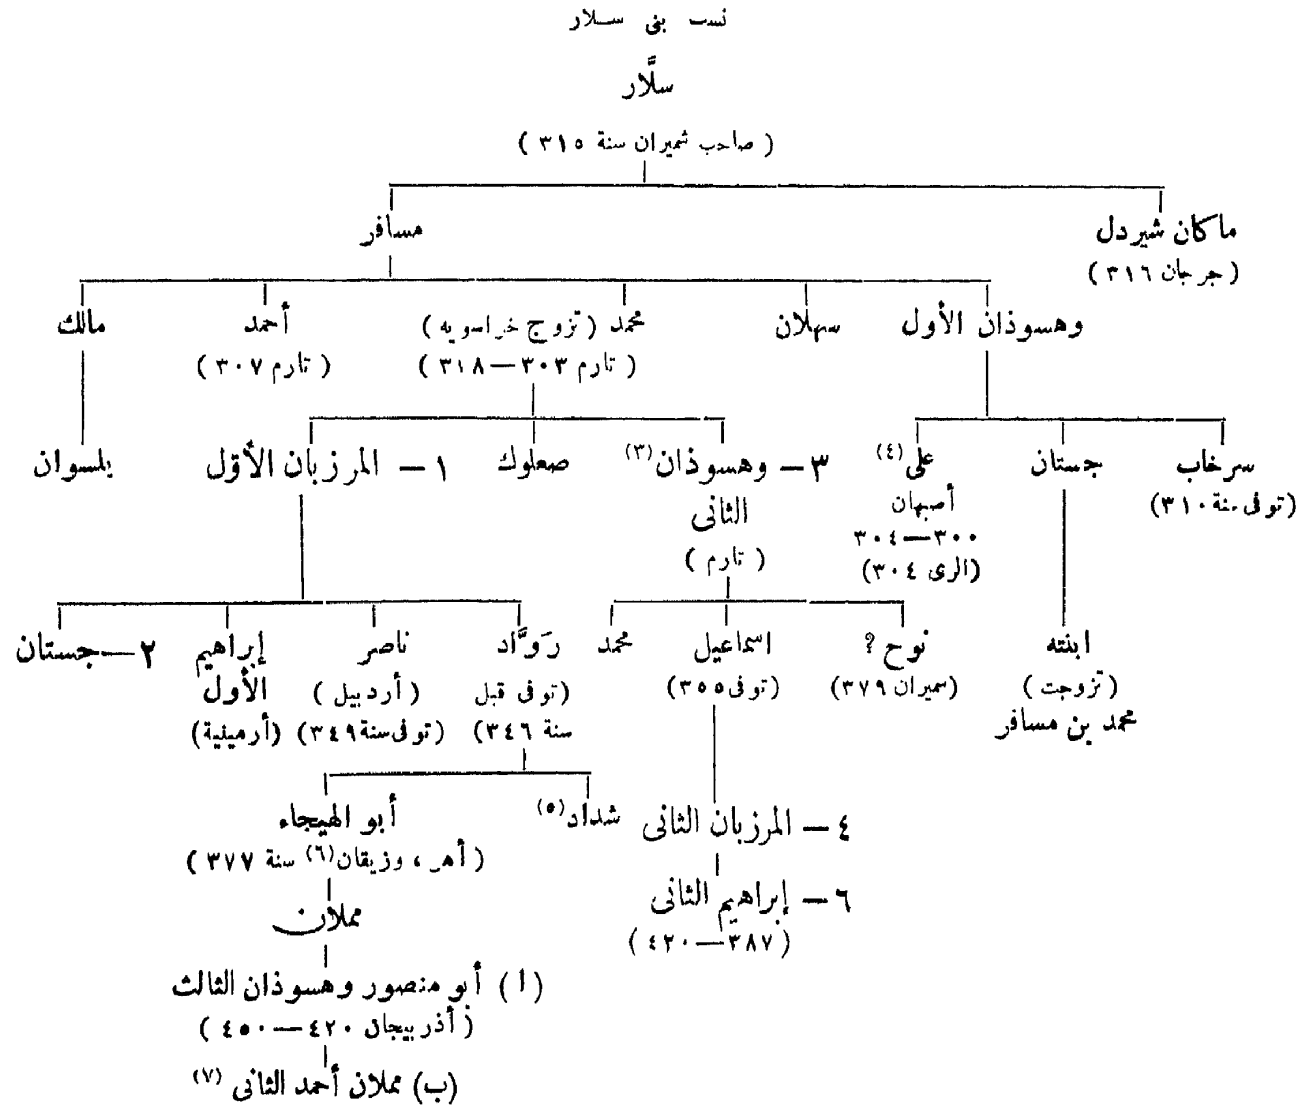 نسب بنى سلار
سلَّار
( صاحب شميران سنة ٣١٥ )
ماكان شيردل
مسافر
( جرجان ٣١٦ )
وهسوذان الأول
سهلان
محمد ( تزوج خراسويه )
أحمد
مالك
( تارم ٣٠٣—٣١٨ )
( تارم ٣٠٧ )
سرخاب
جستان
على (٤)
٣ — وهسوذان (٣)
صعلوك
١ — المرزبان الأول
بلسوان
(توفى سنة ٣١٠)
أصبهان
الثانى
٣٠٠—٣٠٤
( تارم )
(الرى ٣٠٤)
ابنته
نوح ؟
اسماعيل
محمد
رَوَّاد
ناصر
إبراهيم
٢—جستان
(تزوجت )
(سميران ٣٧٩)
(توفى ٣٥٥)
(توفى قبل
( أردبيل )
الأول
محمد بن مسافر
سنة ٣٤٦)
(توفى سنة ٣٤٩)
(أرمينية)
٤ — المرزبان الثانى
شداد (٥)
أبو الهيجاء
( أهر ، وزيقان (٦) سنة ٣٧٧ )
٦ — إبراهيم الثانى
مملان
( ٣٨٧—٤٢٠ )
( ا ) أبو منصور وهسوذان الثالث
( أذربيجان ٤٢٠—٤٥٠ )
(ب) مملان أحمد الثانى (٧)